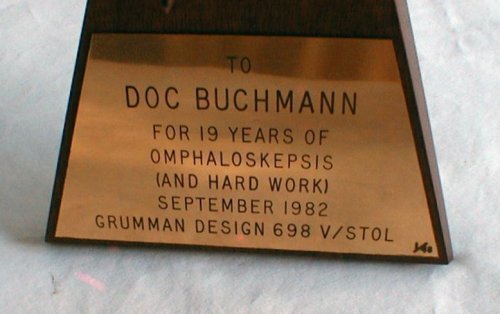 TO
DOC BUCHMANN
FOR 19 YEARS OF
OMPHALOSKEPSIS
(AND HARD WORK)
SEPTEMBER 1982
GRUMMAN DESIGN 698 V/STOL